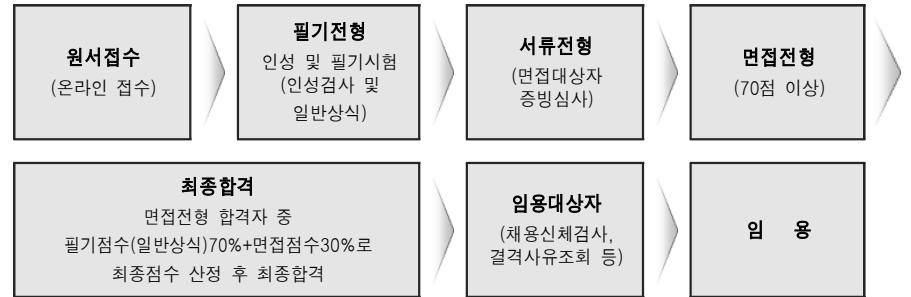 원서접수
(온라인 접수)
필기전형
인성 및 필기시험
(인성검사 및
일반상식)
서류전형
(면접대상자
증빙심사)
면접전형
(70점 이상)
최종합격
면접전형 합격자 중
필기점수(일반상식)70%+면접점수30%로
최종점수 산정 후 최종합격
임용대상자
(채용신체검사,
결격사유조회 등)
임 용